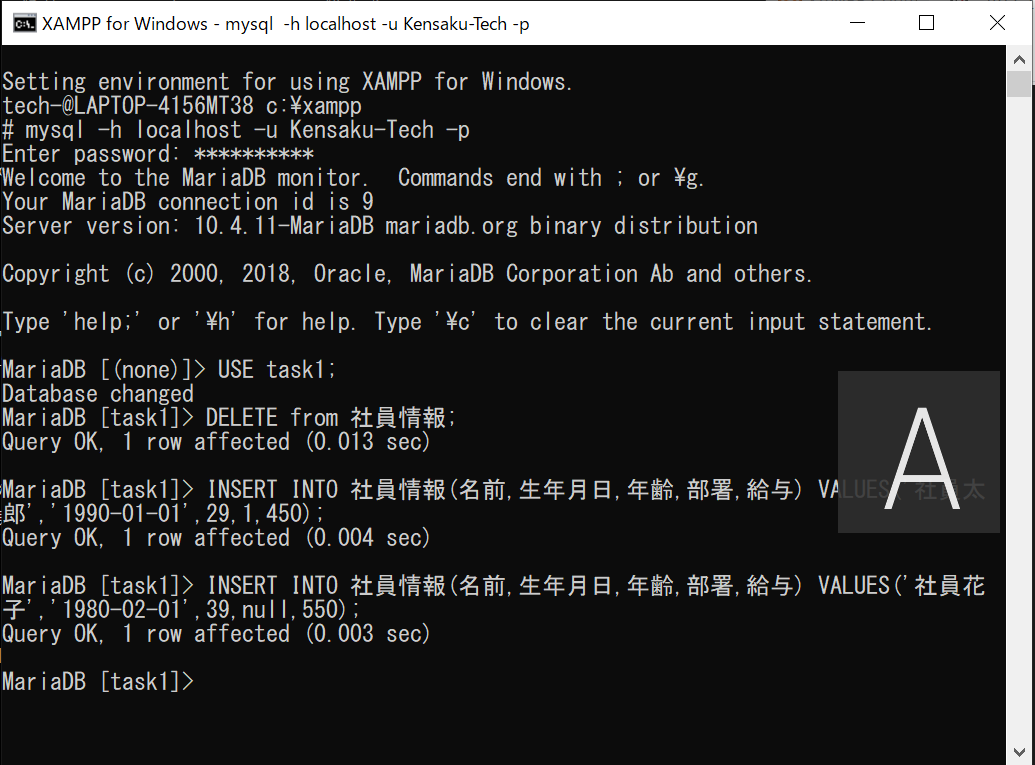 XAMPP for Windows - mysql -h localhost -u Kensaku-Tech -p
Setting environment for using XAMPP for Windows.
tech-@LAPTOP-4156MT38 c:¥xampp
# mysql -h localhost -u Kensaku-Tech -p
Enter password: **********
Welcome to the MariaDB monitor.  Commands end with ; or ¥g.
Your MariaDB connection id is 9
Server version: 10.4.11-MariaDB mariadb.org binary distribution
Copyright (c) 2000, 2018, Oracle, MariaDB Corporation Ab and others.
Type 'help;' or '¥h' for help. Type '¥c' to clear the current input statement.
MariaDB [(none)]> USE task1;
Database changed
MariaDB [task1]> DELETE from 社員情報;
Query OK, 1 row affected (0.013 sec)
MariaDB [task1]> INSERT INTO 社員情報(名前,生年月日,年齢,部署,給与) VALUES('社員太
郎','1990-01-01',29,1,450);
Query OK, 1 row affected (0.004 sec)
MariaDB [task1]> INSERT INTO 社員情報(名前,生年月日,年齢,部署,給与) VALUES('社員花
子','1980-02-01',39,null,550);
Query OK, 1 row affected (0.003 sec)
MariaDB [task1]>
A